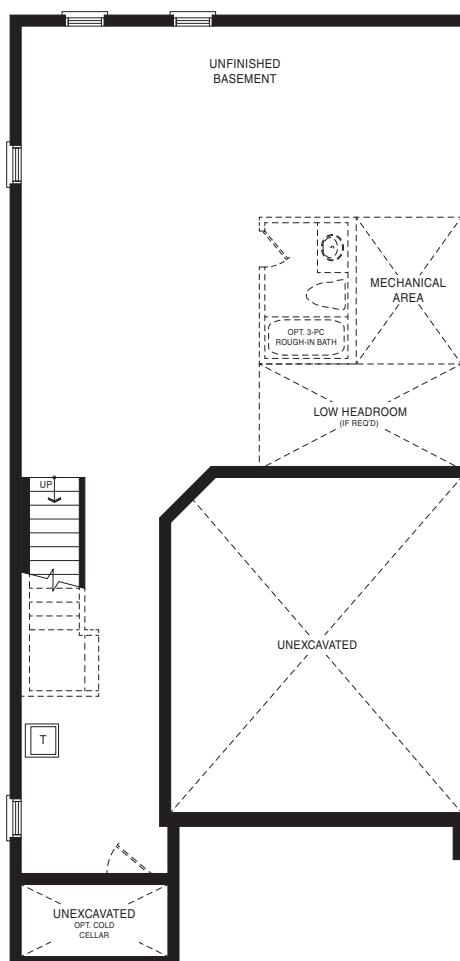 UNFINISHED
BASEMENT
MECHANICAL
AREA
OPT. 3-PC
ROUGH-IN BATH
LOW HEADROOM
(IF REQ'D)
UP
UNEXCAVATED
T
UNEXCAVATED
OPT. COLD
CELLAR